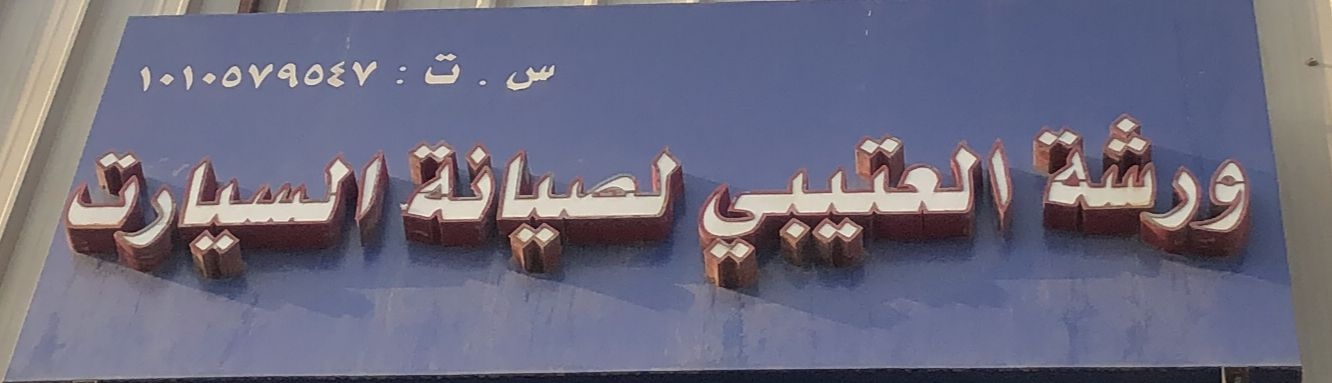 س . ت : ١٠١٠٥٧٩٥٤٧
ورشة العتيبي لصيانة السيارت